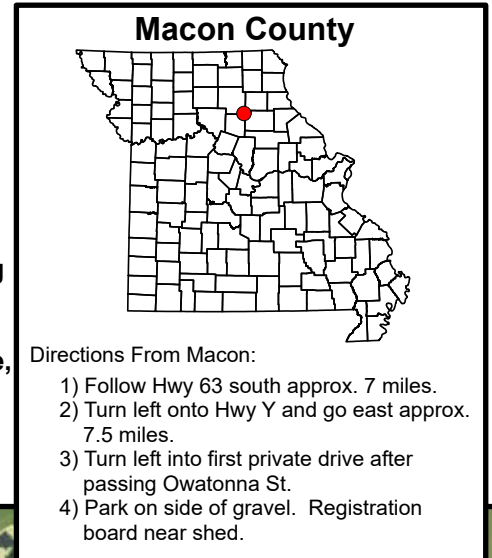 Macon County
Directions From Macon:
1) Follow Hwy 63 south approx. 7 miles.
2) Turn left onto Hwy Y and go east approx.
7.5 miles.
3) Turn left into first private drive after
passing Owatonna St.
4) Park on side of gravel.  Registration
board near shed.